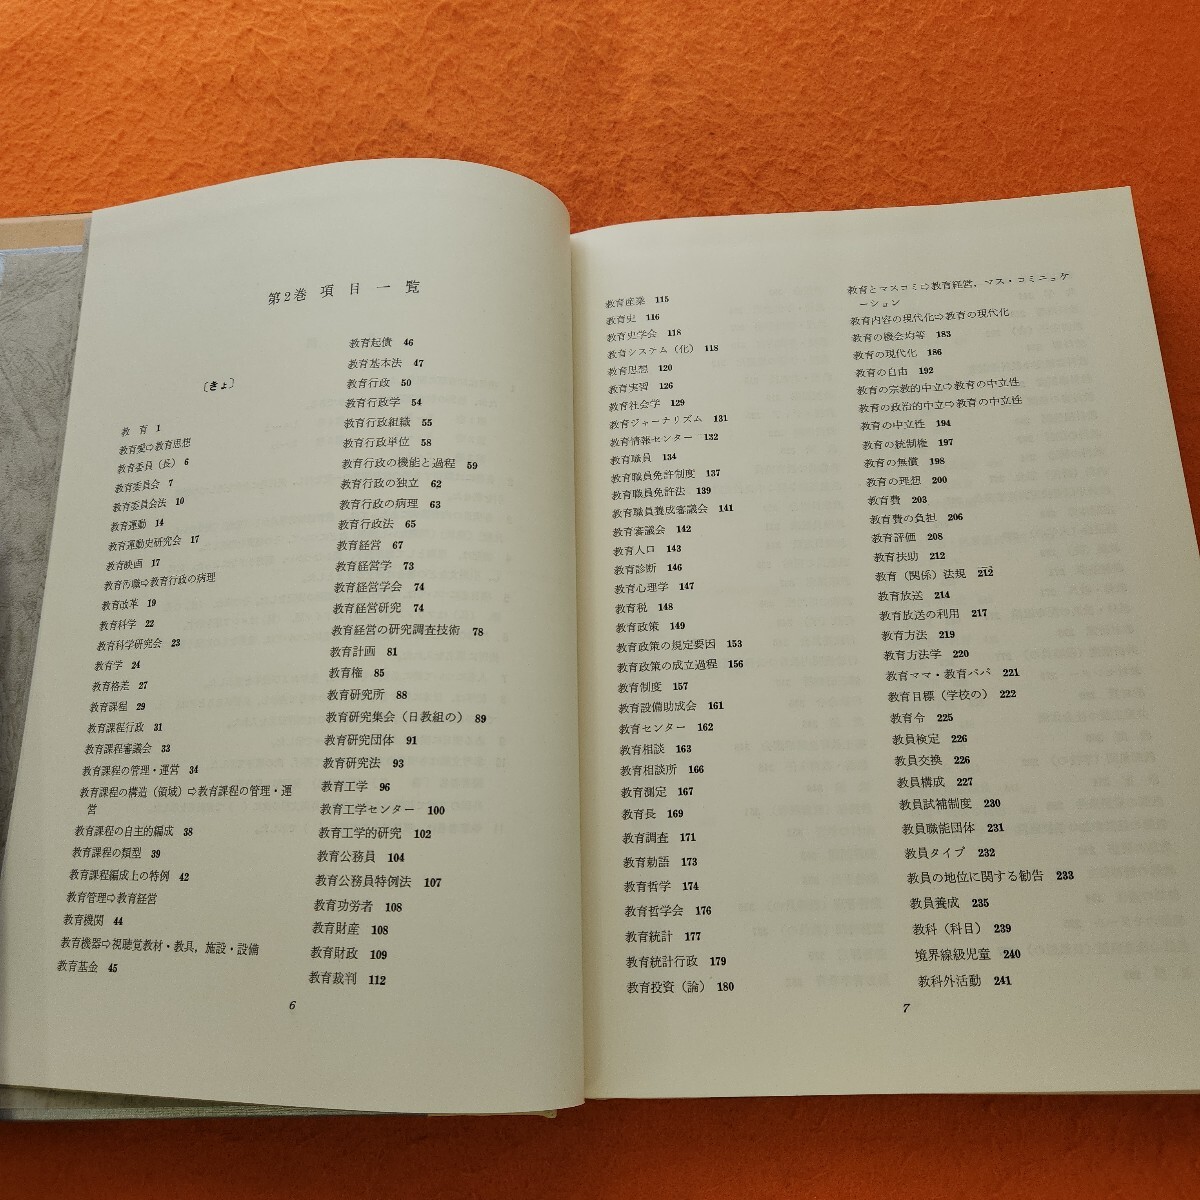 第2巻 項目一覧
〔きょ〕
教 育 1
教育愛⇨教育思想
教育委員（長） 6
教育委員会 7
教育委員会法 10
教育運動 14
教育運動史研究会 17
教育映画 17
教育汚職⇨教育行政の病理
教育改革 19
教育科学 22
教育科学研究会 23
教育学 24
教育格差 27
教育課程 29
教育課程行政 31
教育課程審議会 33
教育課程の管理・運営 34
教育課程の構造（領域）⇨教育課程の管理・運
営
教育課程の自主的編成 38
教育課程の類型 39
教育課程編成上の特例 42
教育管理⇨教育経営
教育機関 44
教育機器⇨視聴覚教材・教具，施設・設備
教育基金 45
教育起債 46
教育基本法 47
教育行政 50
教育行政学 54
教育行政組織 55
教育行政単位 58
教育行政の機能と過程 59
教育行政の独立 62
教育行政の病理 63
教育行政法 65
教育経営 67
教育経営学 73
教育経営学会 74
教育経営研究 74
教育経営の研究調査技術 78
教育計画 81
教育権 85
教育研究所 88
教育研究集会（日教組の） 89
教育研究団体 91
教育研究法 93
教育工学 96
教育工学センター 100
教育工学的研究 102
教育公務員 104
教育公務員特例法 107
教育功労者 108
教育財産 108
教育財政 109
教育裁判 112
6
教育産業 115
教育史 116
教育史学会 118
教育システム（化） 118
教育思想 120
教育実習 126
教育社会学 129
教育ジャーナリズム 131
教育情報センター 132
教育職員 134
教育職員免許制度 137
教育職員免許法 139
教育職員養成審議会 141
教育審議会 142
教育人口 143
教育診断 146
教育心理学 147
教育税 148
教育政策 149
教育政策の規定要因 153
教育政策の成立過程 156
教育制度 157
教育設備助成会 161
教育センター 162
教育相談 163
教育相談所 166
教育測定 167
教育長 169
教育調査 171
教育勅語 173
教育哲学 174
教育哲学会 176
教育統計 177
教育統計行政 179
教育投資（論） 180
教育とマスコミ⇨教育経営，マス・コミュニケ
ーション
教育内容の現代化⇨教育の現代化
教育の機会均等 183
教育の現代化 186
教育の自由 192
教育の宗教的中立⇨教育の中立性
教育の政治的中立⇨教育の中立性
教育の中立性 194
教育の統制権 197
教育の無償 198
教育の理想 200
教育費 203
教育費の負担 206
教育評価 208
教育扶助 212
教育（関係）法規 212
教育放送 214
教育放送の利用 217
教育方法 219
教育方法学 220
教育ママ・教育パパ 221
教育目標（学校の） 222
教育令 225
教員検定 226
教員交換 226
教員構成 227
教員試補制度 230
教員職能団体 231
教員タイプ 232
教員の地位に関する勧告 233
教員養成 235
教科（科目） 239
境界線級児童 240
教科外活動 241
7